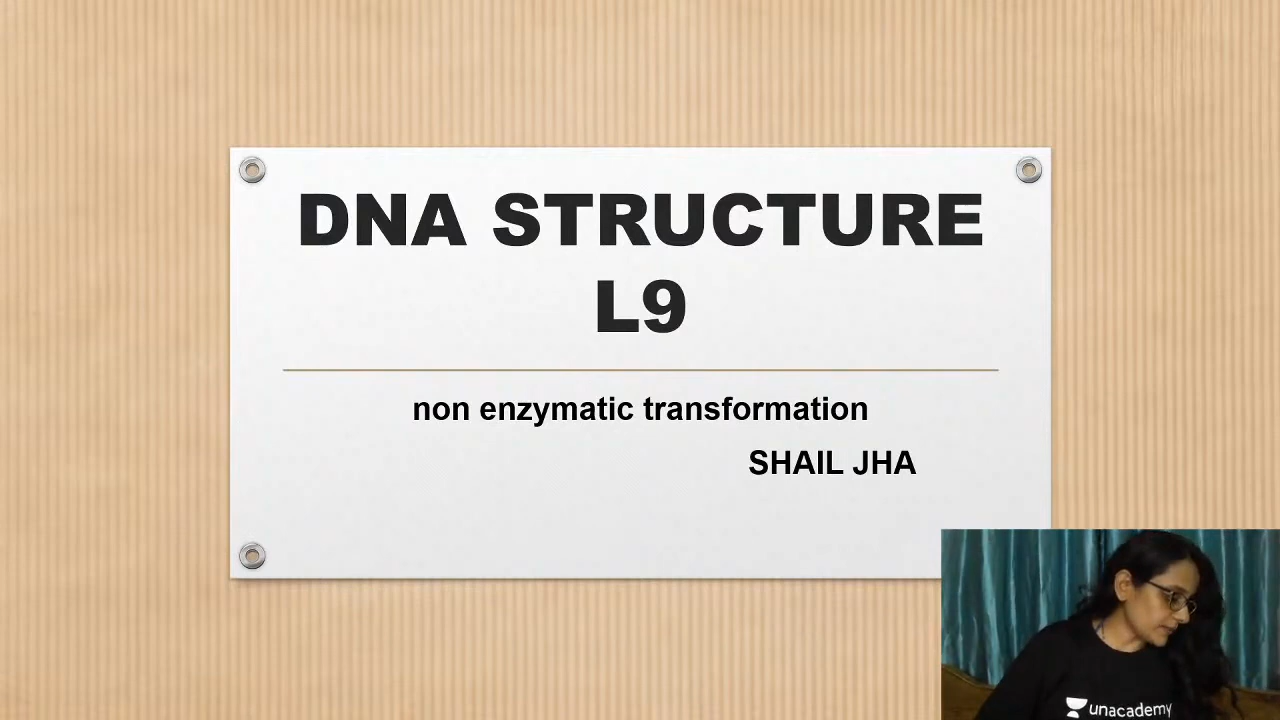 DNA STRUCTURE
L9
non enzymatic transformation
SHAIL JHA
unacademy